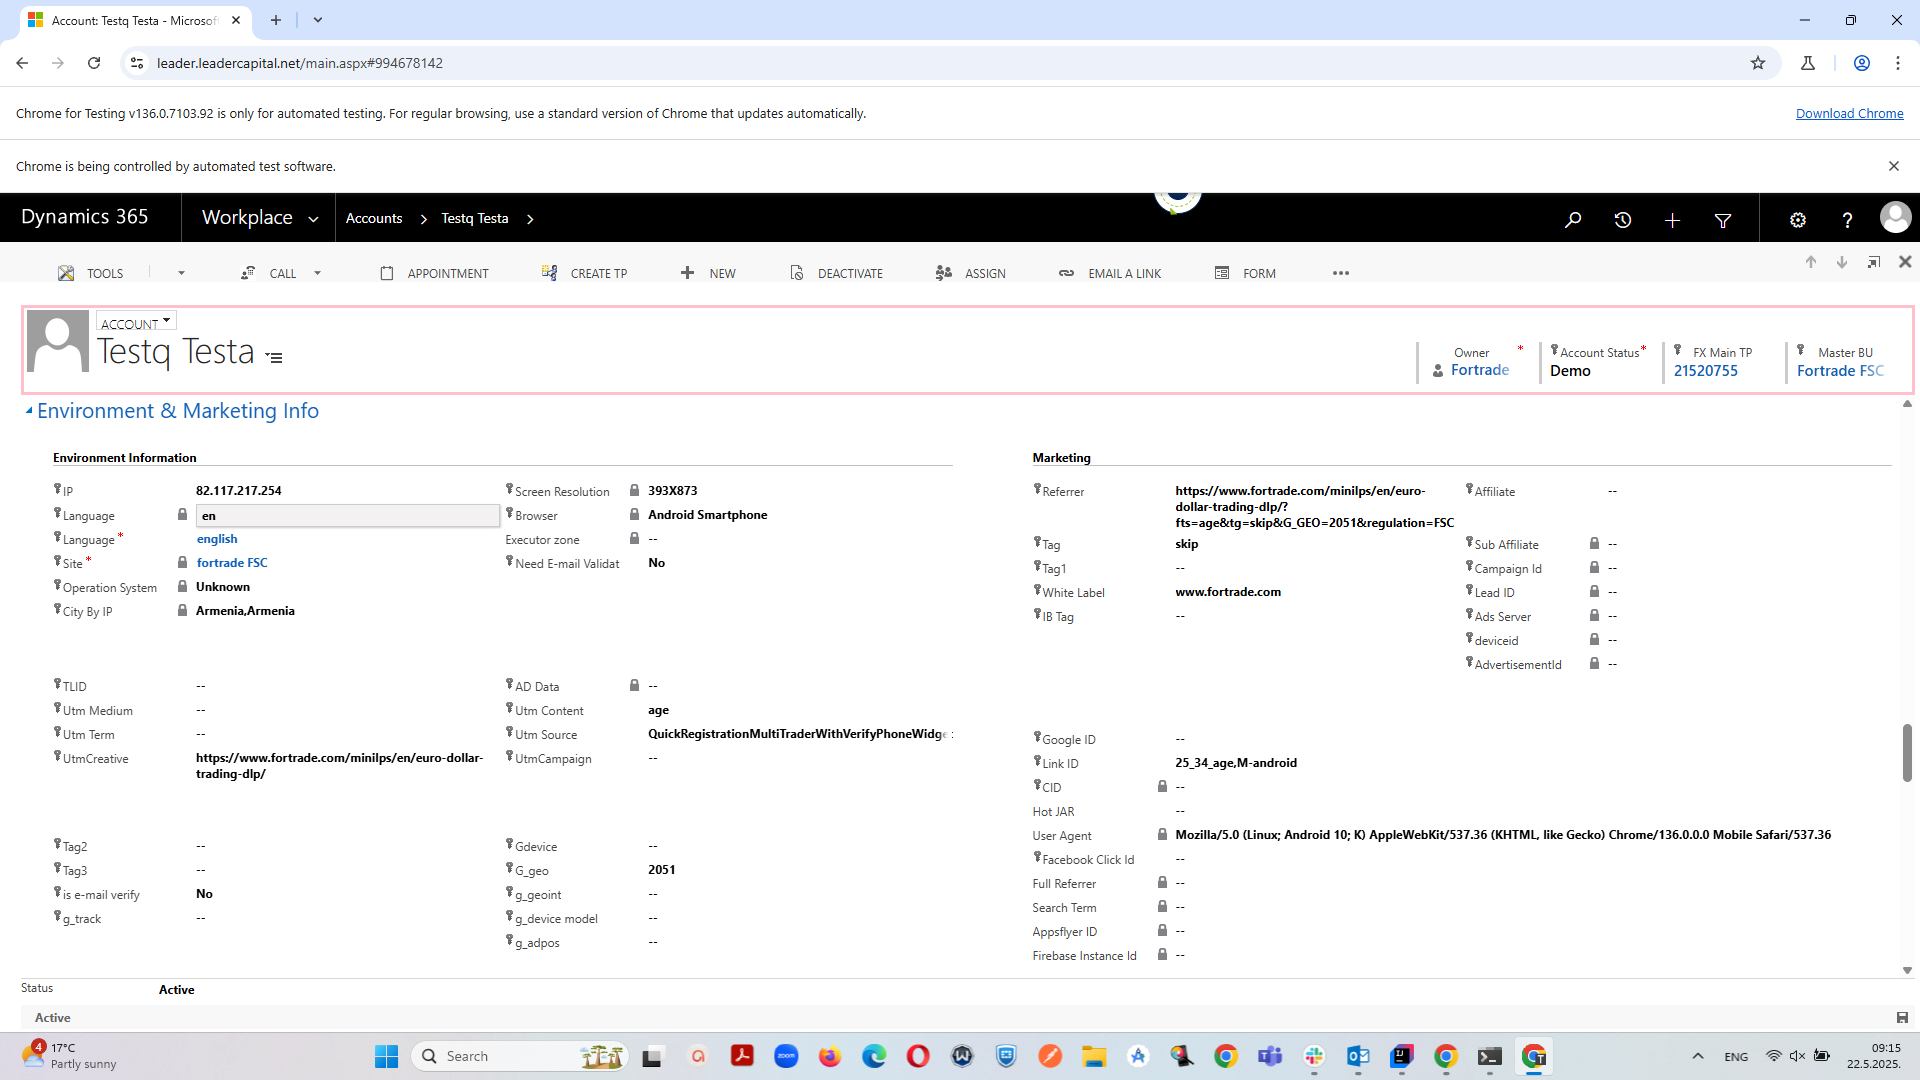 Account: Testq Testa - Microsof
leader.leadercapital.net/main.aspx#994678142
Chrome for Testing v136.0.7103.92 is only for automated testing. For regular browsing, use a standard version of Chrome that updates automatically.
Download Chrome
Chrome is being controlled by automated test software.
Dynamics 365
Workplace
Accounts
Testq Testa
TOOLS
CALL
APPOINTMENT
CREATE TP
NEW
DEACTIVATE
ASSIGN
EMAIL A LINK
FORM
ACCOUNT
Testq Testa
Owner *
Fortrade
Account Status *
Demo
FX Main TP
21520755
Master BU
Fortrade FSC
Environment & Marketing Info
Environment Information
IP 82.117.217.254
Language en
Language * english
Site * fortrade FSC
Operation System Unknown
City By IP Armenia,Armenia
Screen Resolution 393X873
Browser Android Smartphone
Executor zone --
Need E-mail Validat No
TLID --
Utm Medium --
Utm Term --
UtmCreative https://www.fortrade.com/minilps/en/euro-dollar-
trading-dlp/
AD Data --
Utm Content age
Utm Source QuickRegistrationMultiTraderWithVerifyPhoneWidge
UtmCampaign --
Tag2 --
Tag3 --
is e-mail verify No
g_track --
Gdevice --
G_geo 2051
g_geoint --
g_device model --
g_adpos --
Marketing
Referrer https://www.fortrade.com/minilps/en/euro-
dollar-trading-dlp/?
fts=age&tg=skip&G_GEO=2051&regulation=FSC
Tag skip
Tag1 --
White Label www.fortrade.com
IB Tag --
Affiliate --
Sub Affiliate --
Campaign Id --
Lead ID --
Ads Server --
deviceid --
AdvertisementId --
Google ID --
Link ID 25_34_age,M-android
CID --
Hot JAR --
User Agent Mozilla/5.0 (Linux; Android 10; K) AppleWebKit/537.36 (KHTML, like Gecko) Chrome/136.0.0.0 Mobile Safari/537.36
Facebook Click Id --
Full Referrer --
Search Term --
Appsflyer ID --
Firebase Instance Id --
Status Active
Active
4
17°C
Partly sunny
Search
zoom
ENG
09:15
22.5.2025.